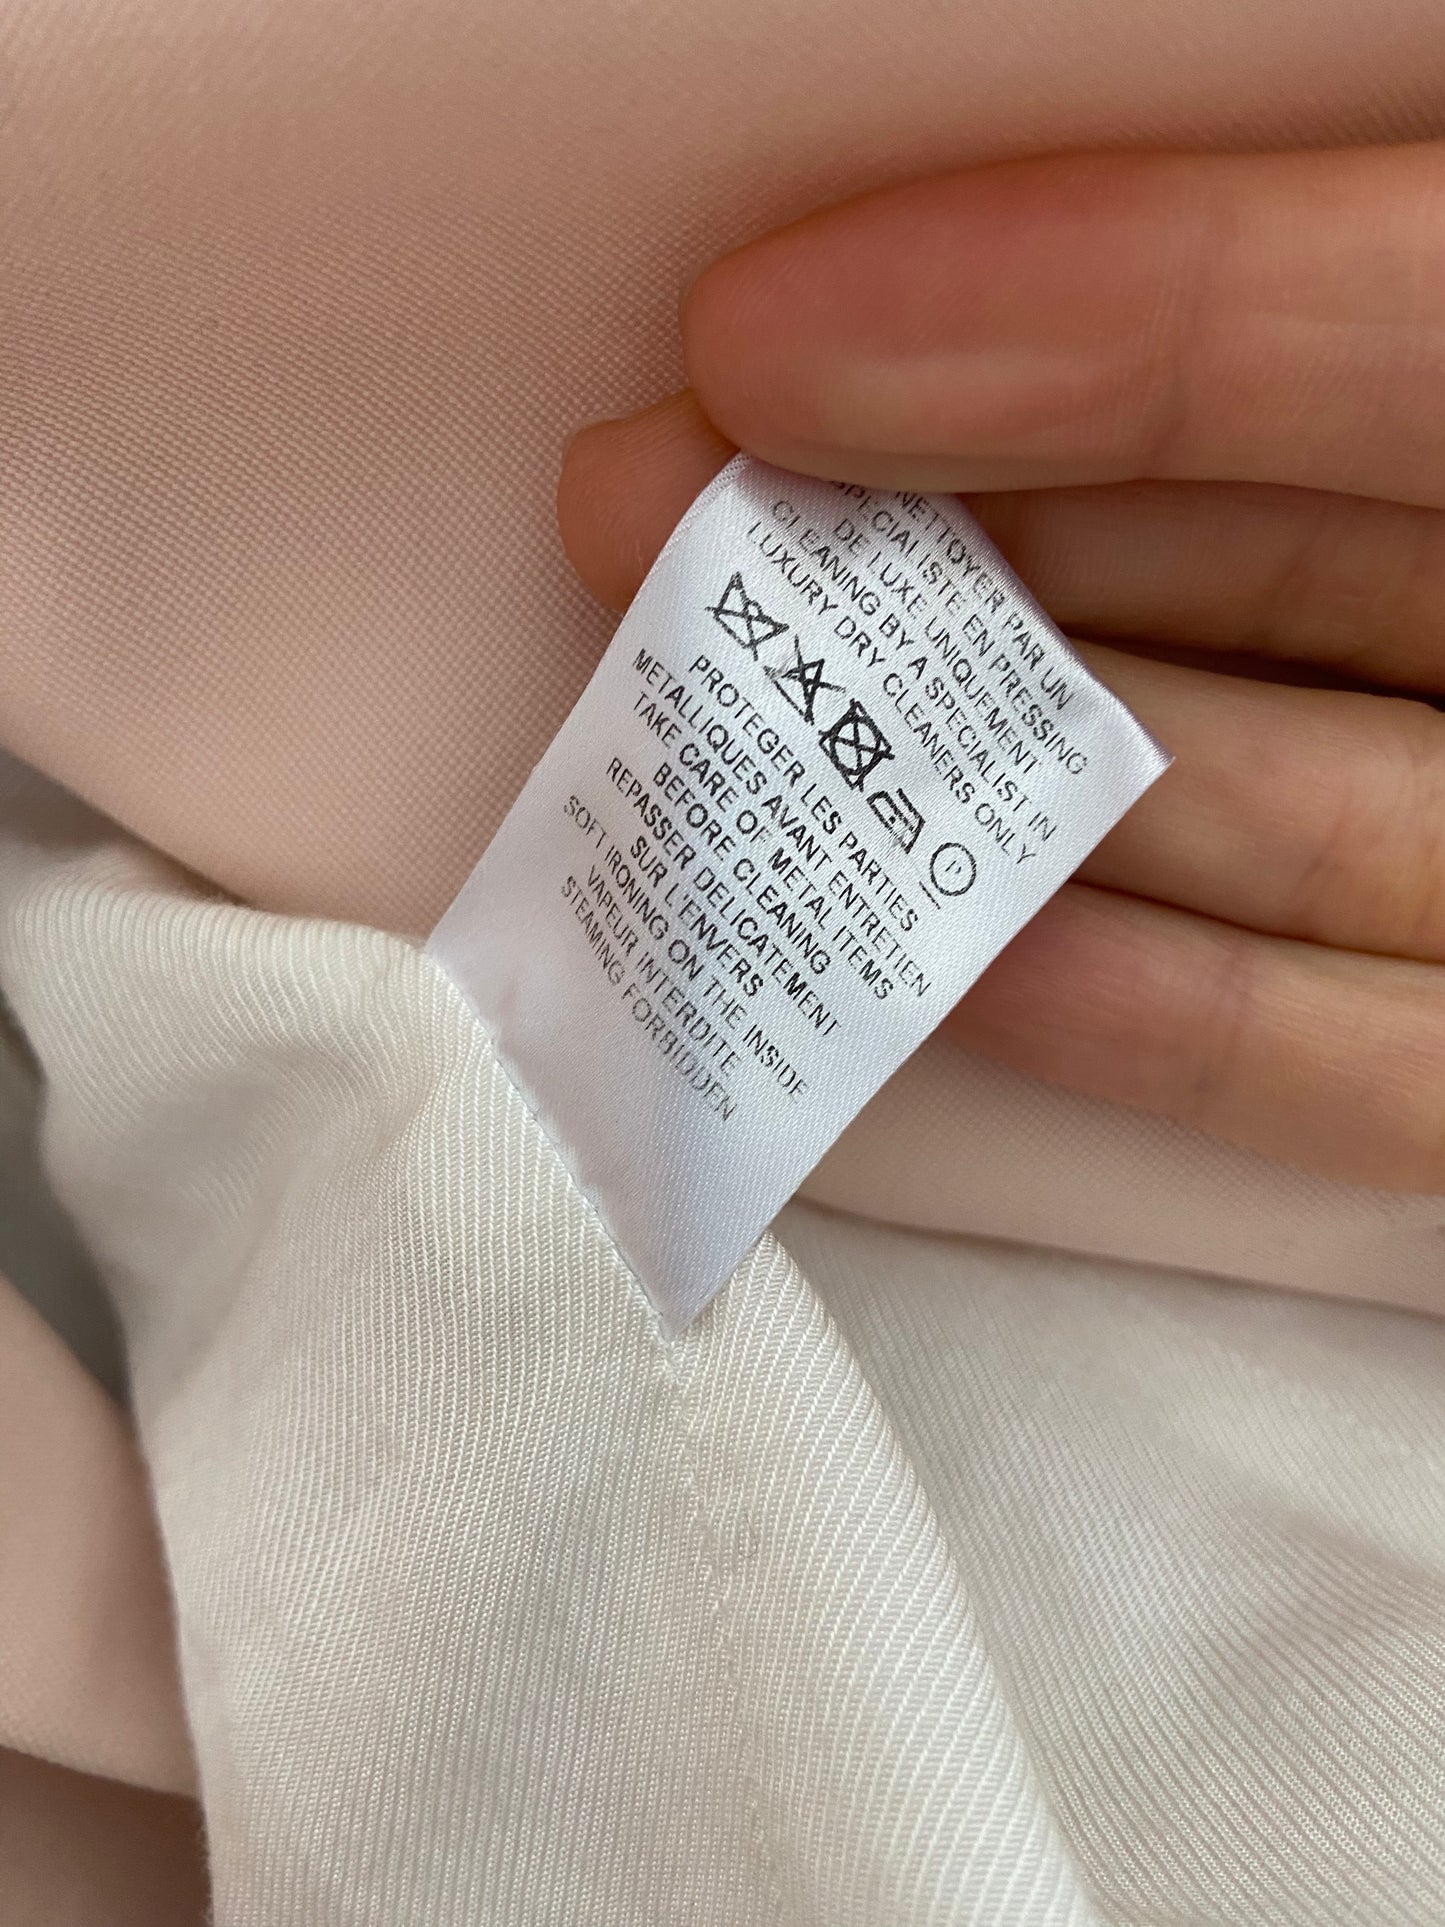 NETTOYER PAR UN
SPECIALISTE EN PRESSING
DE LUXE UNIQUEMENT
CLEANING BY A SPECIALIST IN
LUXURY DRY CLEANERS ONLY
P
PROTEGER LES PARTIES
METALLIQUES AVANT ENTRETIEN
TAKE CARE OF METAL ITEMS
BEFORE CLEANING
REPASSER DELICATEMENT
SUR L'ENVERS
SOFT IRONING ON THE INSIDE
VAPEUR INTERDITE
STEAMING FORBIDDEN